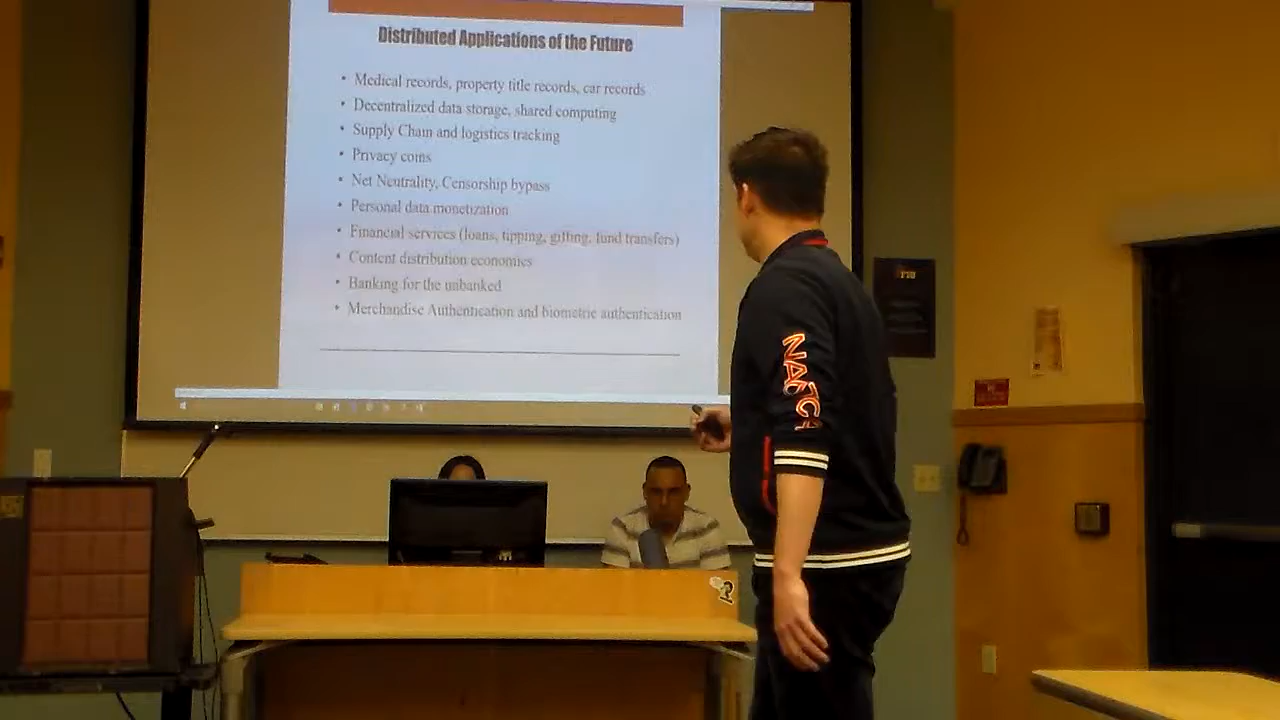 Distributed Applications of the Future
• Medical records, property title records, car records
• Decentralized data storage, shared computing
• Supply Chain and logistics tracking
• Privacy coins
• Net Neutrality, Censorship bypass
• Personal data monetization
• Financial services (loans, tipping, gifting, fund transfers)
• Content distribution economics
• Banking for the unbanked
• Merchandise Authentication and biometric authentication